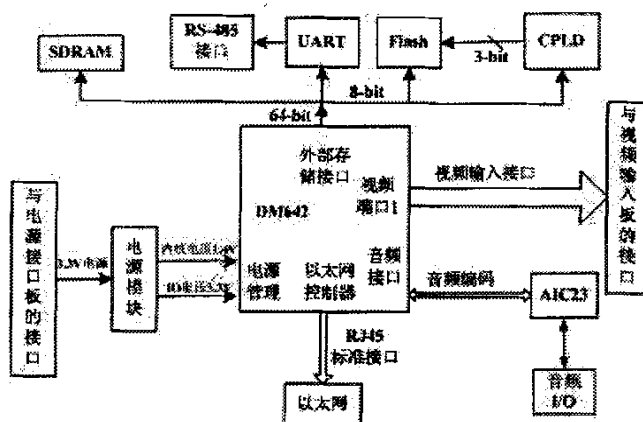 SDRAM
RS-485
接口
UART
Flash
3-bit
CPLD
8-bit
64-bit
外部存
储接口
DM642
视频
端口1
视频输入接口
与视频输入板的接口
与电源接口板的接口
3.3V电源
电源模块
电源
管理
以太网
控制器
音频
接口
音频编码
AIC23
RJ45
标准接口
以太网
音频
I/O